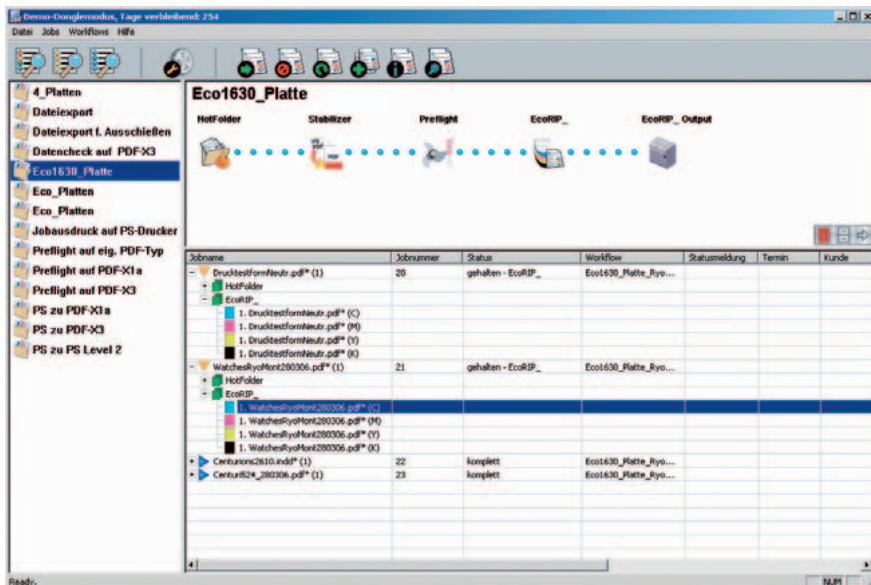 Demo-Donglemodus, Tage verbleibend: 254
Datei Jobs Workflows Hilfe
4_Platten
Dateiexport
Dateiexport f. Ausschießen
Datencheck auf PDF-X3
Eco1630_Platte
Eco_Platten
Eco_Platten
Jobausdruck auf PS-Drucker
Preflight auf eig. PDF-Typ
Preflight auf PDF-X1a
Preflight auf PDF-X3
PS zu PDF-X1a
PS zu PDF-X3
PS zu PS Level 2
Eco1630_Platte
HotFolder Stabilizer Preflight EcoRIP_ EcoRIP_ Output
PDF
Jobname Jobnummer Status Workflow Statusmeldung Termin Kunde
DrucktestformNeutr.pdf* (1) 20 gehalten - EcoRIP_ Eco1630_Platte_Ryo...
HotFolder
EcoRIP_
1. DrucktestformNeutr.pdf* (C)
1. DrucktestformNeutr.pdf* (M)
1. DrucktestformNeutr.pdf* (Y)
1. DrucktestformNeutr.pdf* (K)
WatchesRyoMont280306.pdf* (1) 21 gehalten - EcoRIP_ Eco1630_Platte_Ryo...
HotFolder
EcoRIP_
1. WatchesRyoMont280306.pdf* (C)
1. WatchesRyoMont280306.pdf* (M)
1. WatchesRyoMont280306.pdf* (Y)
1. WatchesRyoMont280306.pdf* (K)
Centurions2610.indd* (1) 22 komplett Eco1630_Platte_Ryo...
Centuri524_280306.pdf* (1) 23 komplett Eco1630_Platte_Ryo...
Ready. NUM